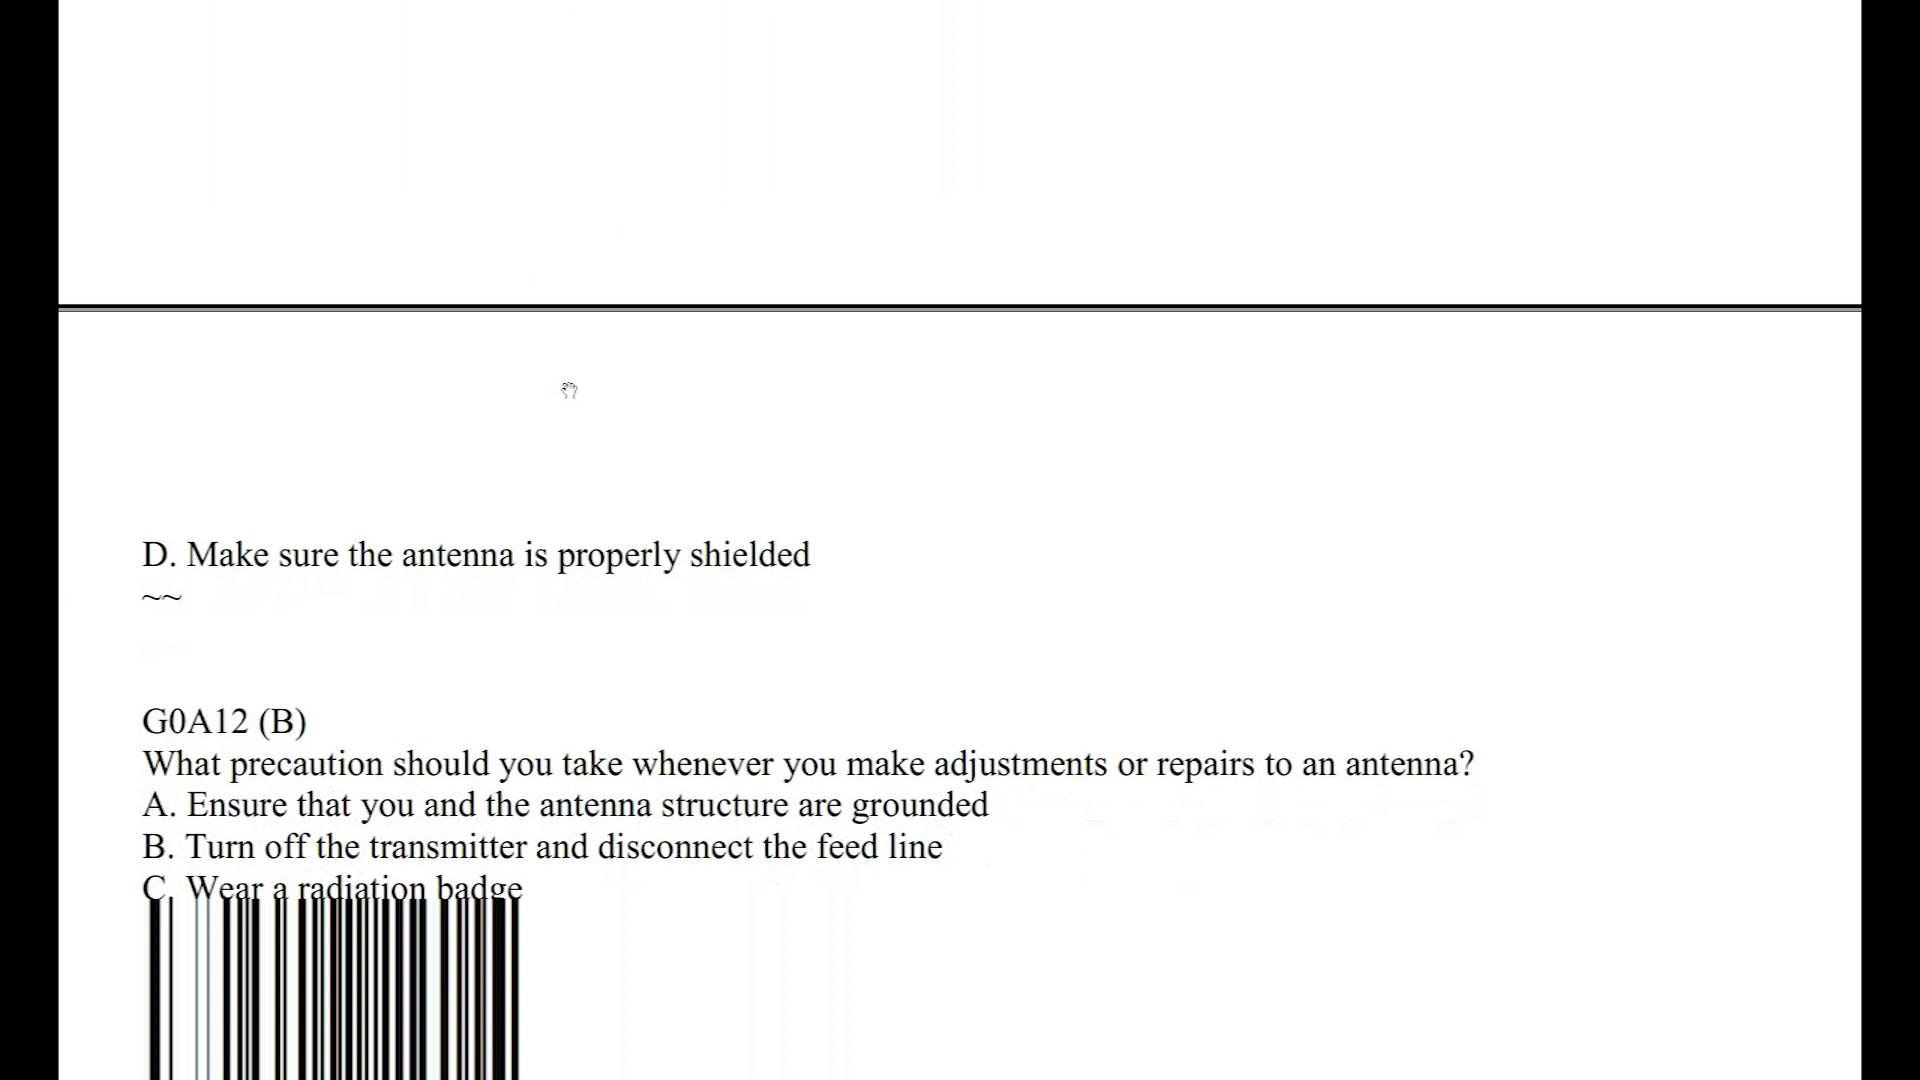 D. Make sure the antenna is properly shielded
~~
G0A12 (B)
What precaution should you take whenever you make adjustments or repairs to an antenna?
A. Ensure that you and the antenna structure are grounded
B. Turn off the transmitter and disconnect the feed line
C. Wear a radiation badge